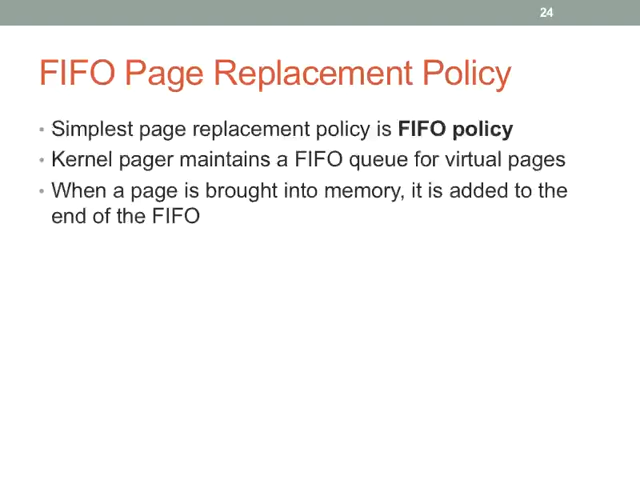 24
FIFO Page Replacement Policy
• Simplest page replacement policy is FIFO policy
• Kernel pager maintains a FIFO queue for virtual pages
• When a page is brought into memory, it is added to the
end of the FIFO